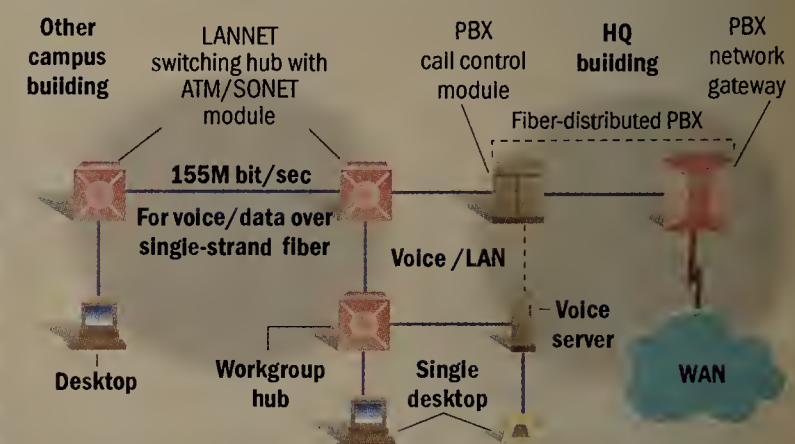 Other
campus
building
LANNET
switching hub with
ATM/SONET
module
PBX
call control
module
HQ
building
PBX
network
gateway
Fiber-distributed PBX
155M bit/sec
For voice/data over
single-strand fiber
Voice/LAN
Voice
server
Desktop
Workgroup
hub
Single
desktop
WAN